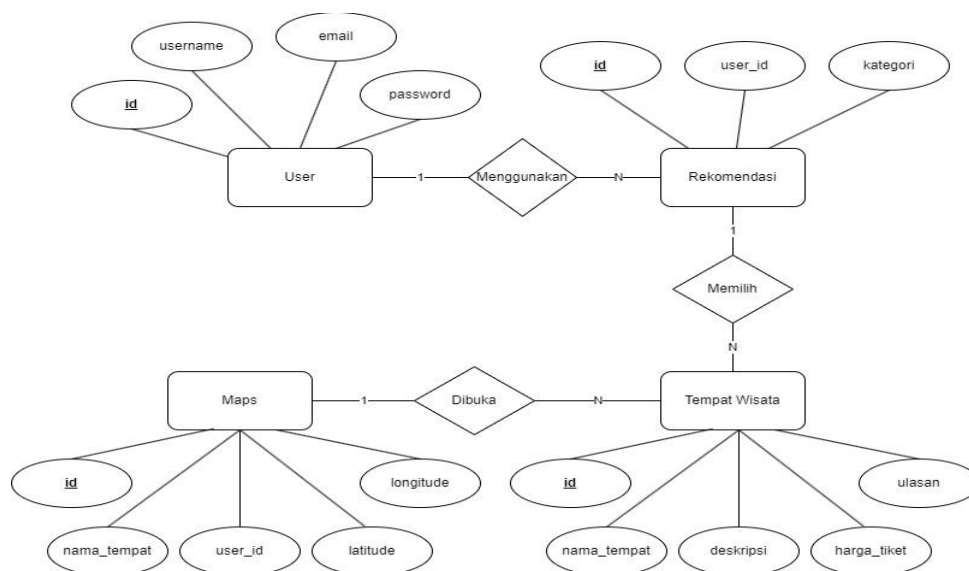 email
username
id
user_id
kategori
id
password
User
1
Menggunakan
N
Rekomendasi
1
Memilih
N
Maps
1
Dibuka
N
Tempat Wisata
id
longitude
id
ulasan
nama_tempat
user_id
latitude
nama_tempat
deskripsi
harga_tiket